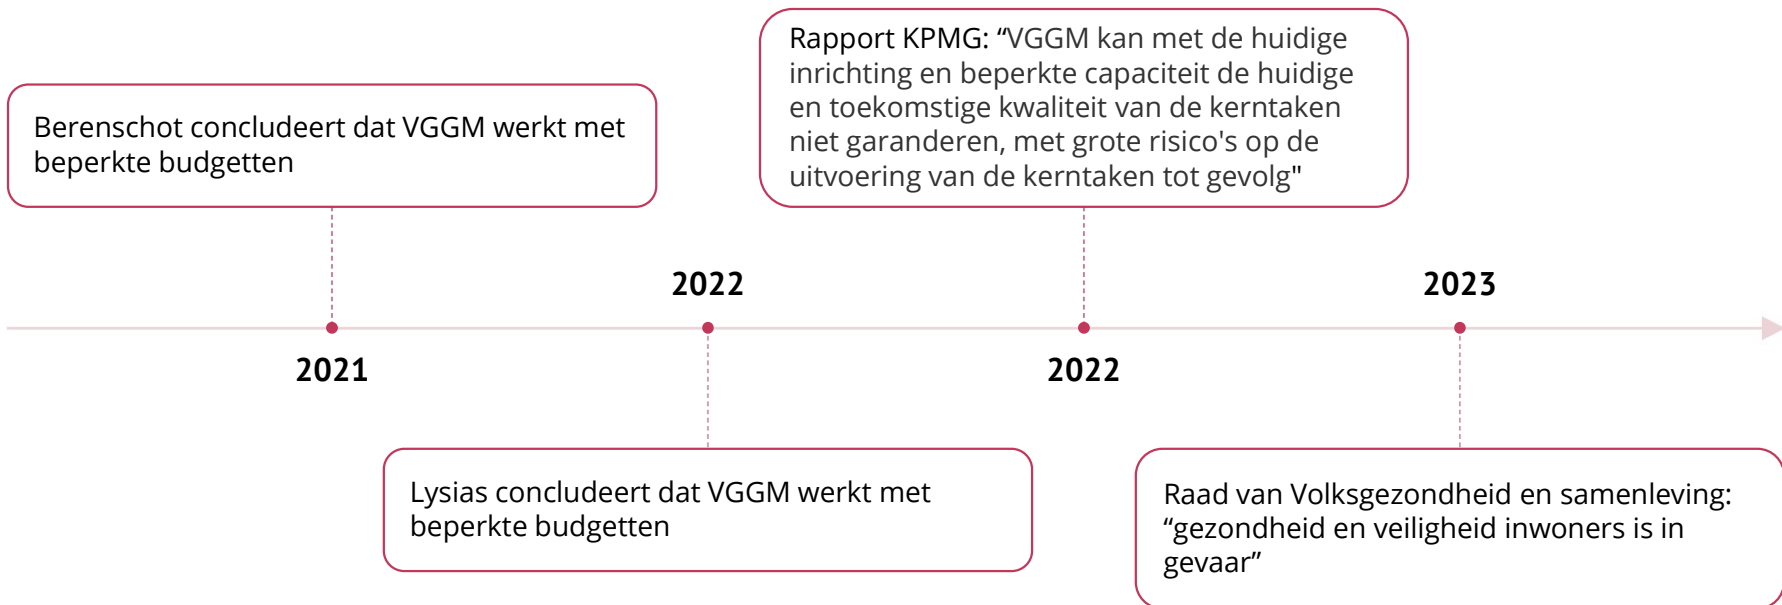 Berenschot concludeert dat VGGM werkt met
beperkte budgetten
2021
2022
Lysias concludeert dat VGGM werkt met
beperkte budgetten
Rapport KPMG: “VGGM kan met de huidige
inrichting en beperkte capaciteit de huidige
en toekomstige kwaliteit van de kerntaken
niet garanderen, met grote risico's op de
uitvoering van de kerntaken tot gevolg"
2022
2023
Raad van Volksgezondheid en samenleving:
“gezondheid en veiligheid inwoners is in
gevaar”